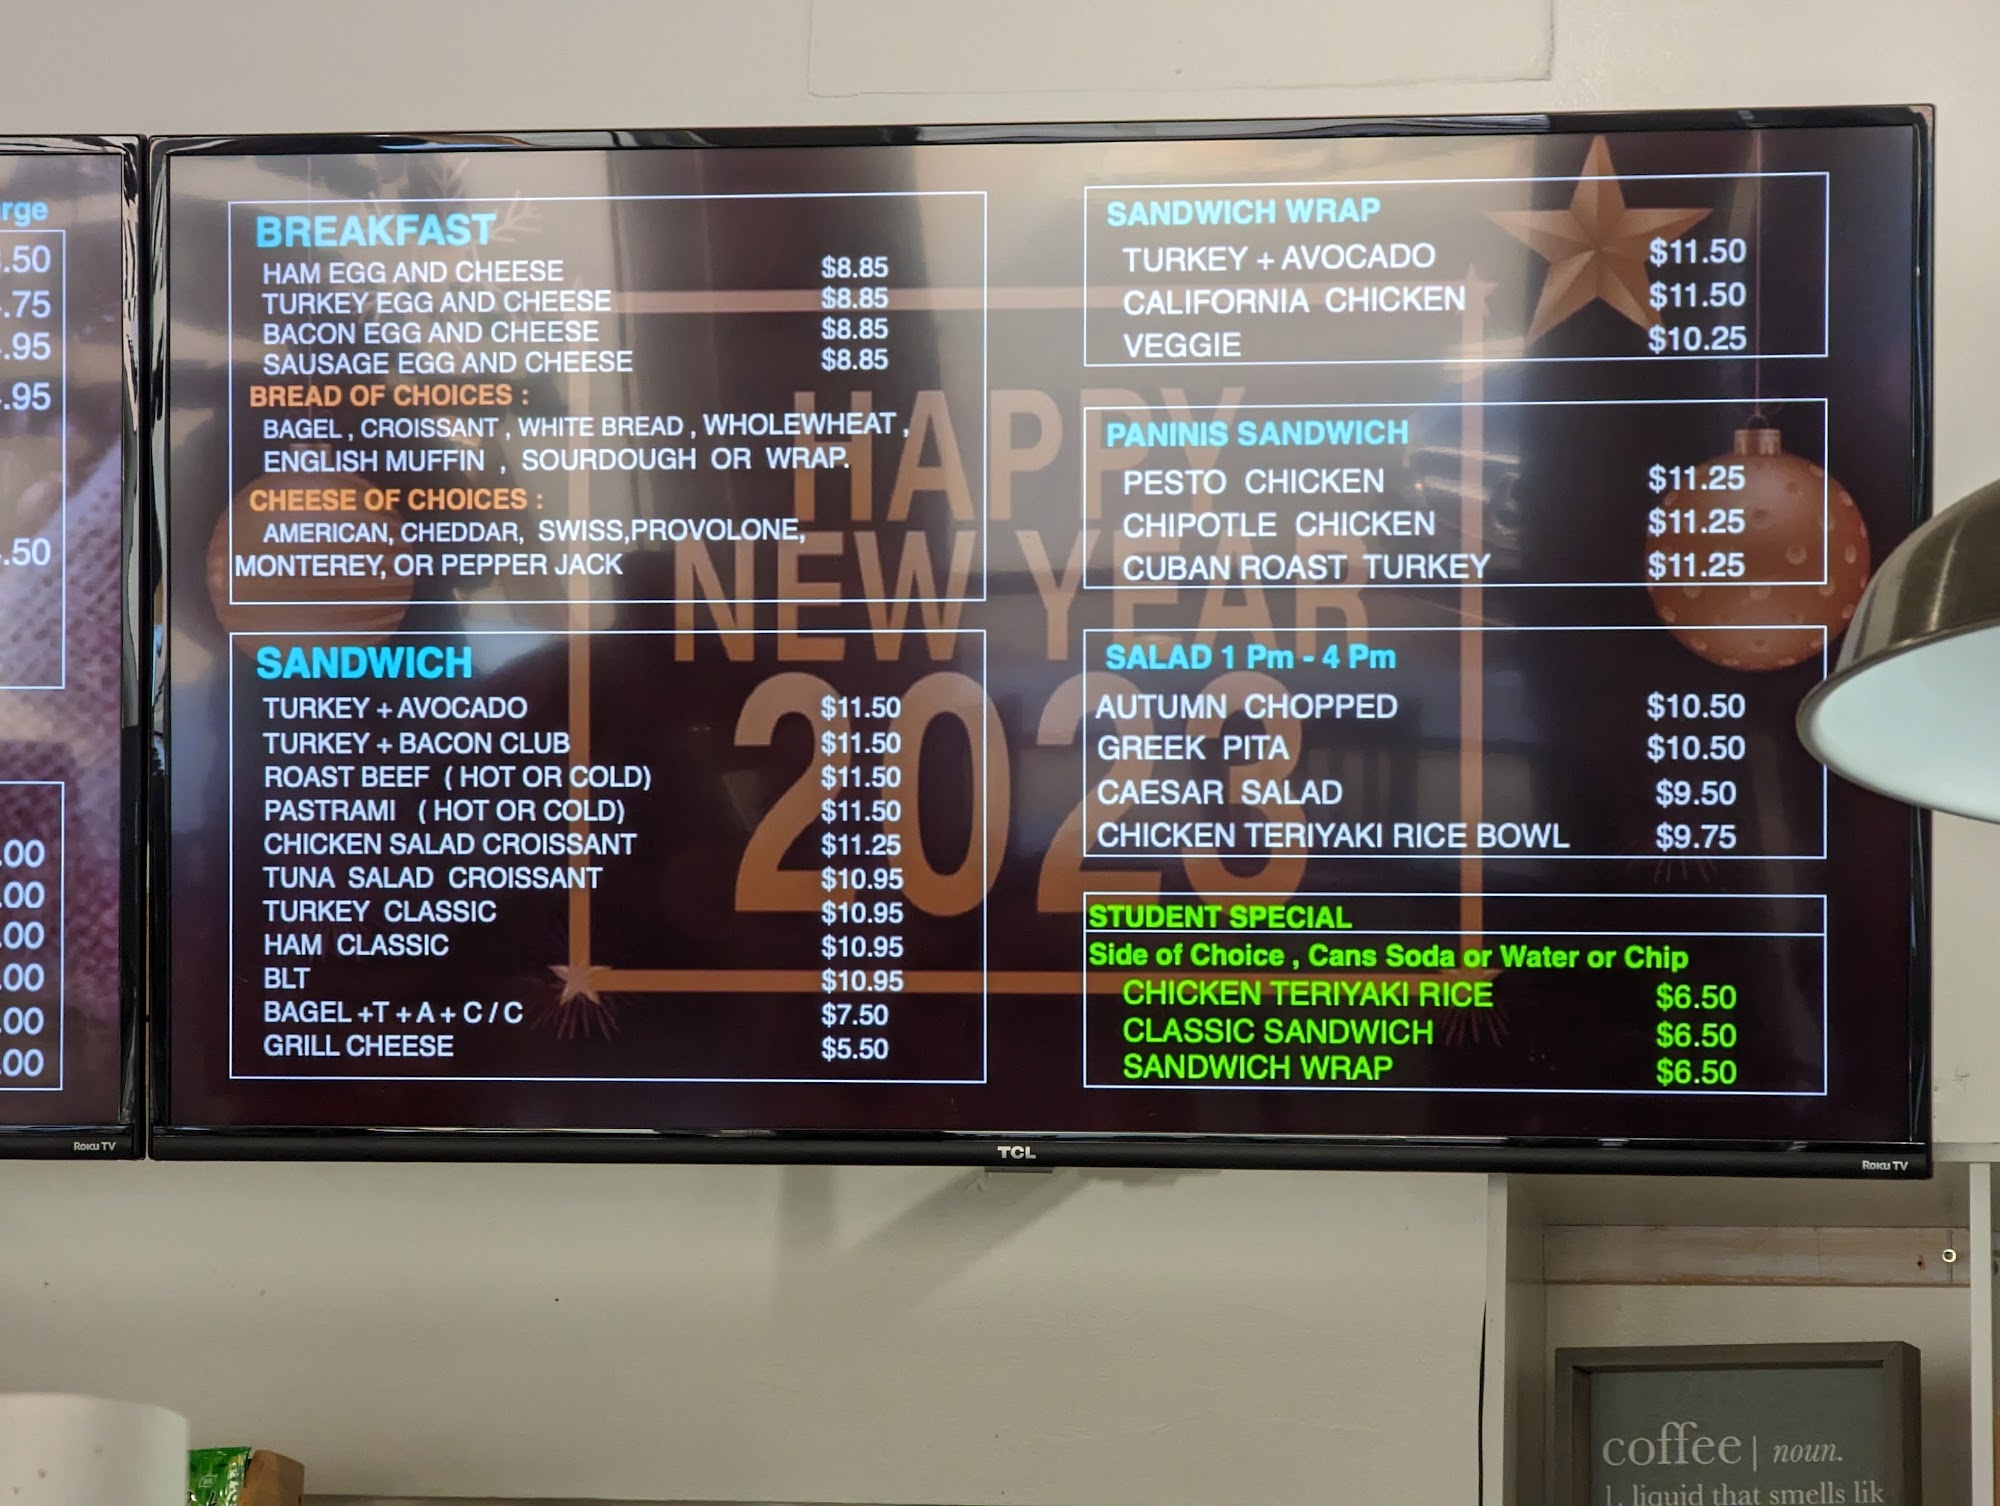 rge
.50
.75
.95
.95
.50
.00
.00
.00
.00
.00
.00
Roku TV
BREAKFAST
HAM EGG AND CHEESE $8.85
TURKEY EGG AND CHEESE $8.85
BACON EGG AND CHEESE $8.85
SAUSAGE EGG AND CHEESE $8.85
BREAD OF CHOICES :
BAGEL , CROISSANT , WHITE BREAD , WHOLEWHEAT ,
ENGLISH MUFFIN , SOURDOUGH OR WRAP.
CHEESE OF CHOICES :
AMERICAN, CHEDDAR, SWISS,PROVOLONE,
MONTEREY, OR PEPPER JACK
SANDWICH
TURKEY + AVOCADO $11.50
TURKEY + BACON CLUB $11.50
ROAST BEEF ( HOT OR COLD) $11.50
PASTRAMI ( HOT OR COLD) $11.50
CHICKEN SALAD CROISSANT $11.25
TUNA SALAD CROISSANT $10.95
TURKEY CLASSIC $10.95
HAM CLASSIC $10.95
BLT $10.95
BAGEL +T + A + C / C $7.50
GRILL CHEESE $5.50
HAPPY
NEW YEAR
2023
SANDWICH WRAP
TURKEY + AVOCADO $11.50
CALIFORNIA CHICKEN $11.50
VEGGIE $10.25
PANINIS SANDWICH
PESTO CHICKEN $11.25
CHIPOTLE CHICKEN $11.25
CUBAN ROAST TURKEY $11.25
SALAD 1 Pm - 4 Pm
AUTUMN CHOPPED $10.50
GREEK PITA $10.50
CAESAR SALAD $9.50
CHICKEN TERIYAKI RICE BOWL $9.75
STUDENT SPECIAL
Side of Choice , Cans Soda or Water or Chip
CHICKEN TERIYAKI RICE $6.50
CLASSIC SANDWICH $6.50
SANDWICH WRAP $6.50
TCL
Roku TV
coffee | noun.
1. liquid that smells lik